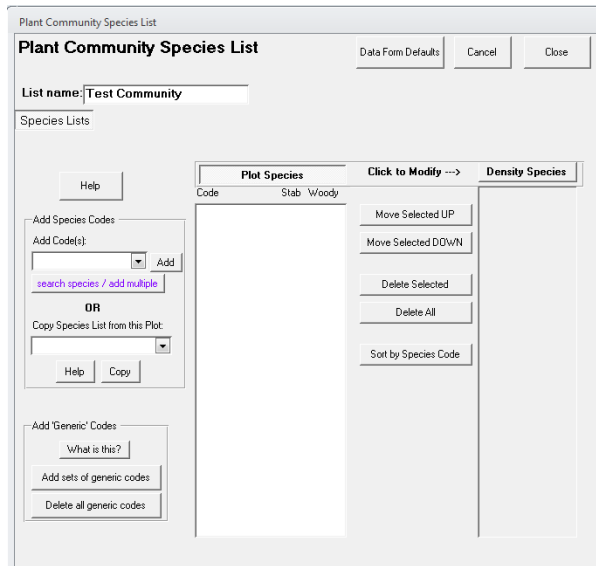 Plant Community Species List
Plant Community Species List
Data Form Defaults
Cancel
Close
List name: Test Community
Species Lists
Help
Plot Species
Click to Modify --->
Density Species
Code Stab Woody
Add Species Codes
Add Code(s):
Add
search species / add multiple
OR
Copy Species List from this Plot:
Help
Copy
Move Selected UP
Move Selected DOWN
Delete Selected
Delete All
Sort by Species Code
Add 'Generic' Codes
What is this?
Add sets of generic codes
Delete all generic codes